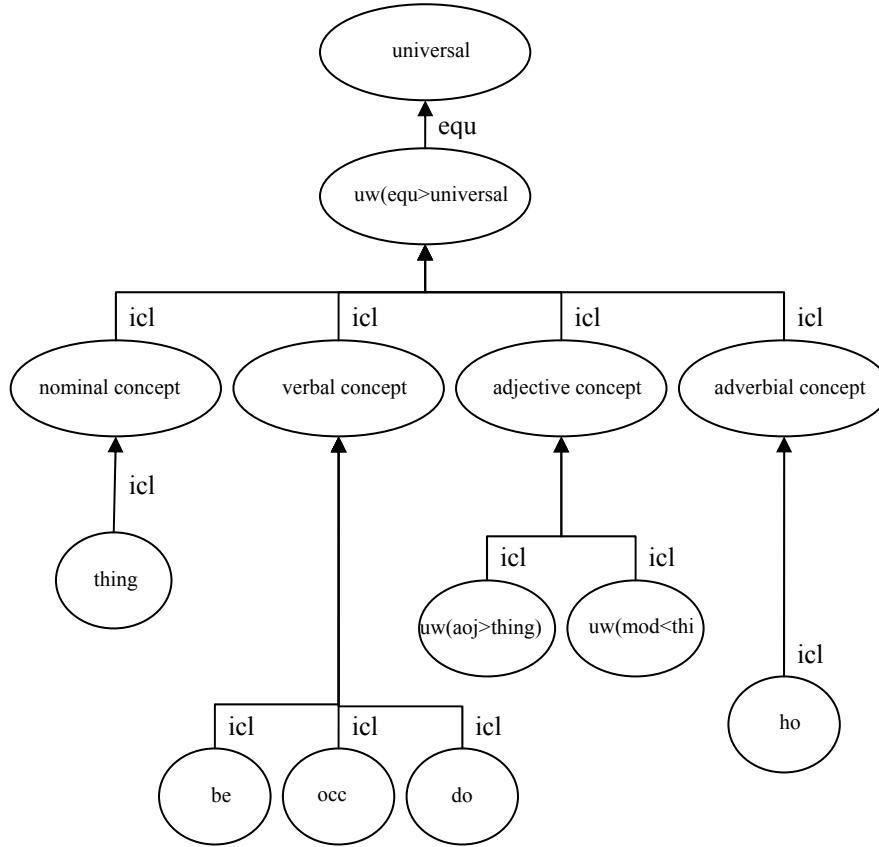 universal
equ
uw(equ>universal
icl icl icl icl
nominal concept verbal concept adjective concept adverbial concept
icl
thing
icl icl
uw(aoj>thing) uw(mod<thi
icl
ho
icl icl icl
be occ do